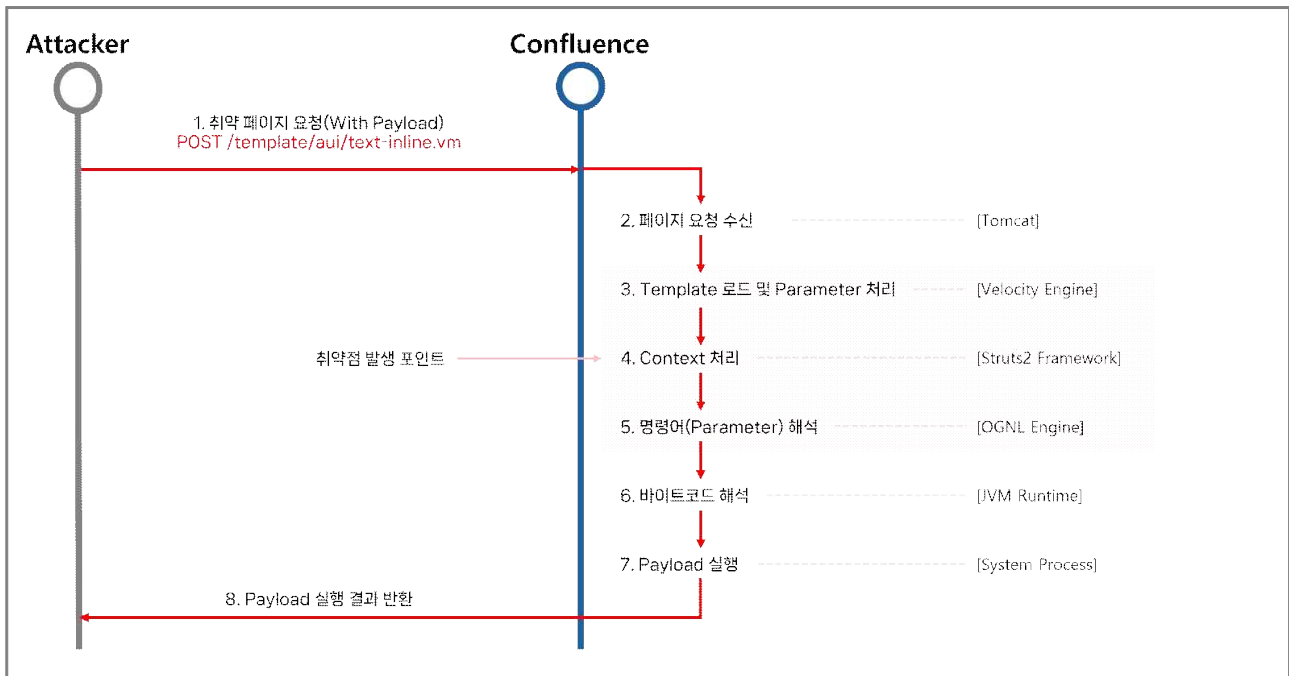 Attacker
Confluence
1. 취약 페이지 요청(With Payload)
POST /template/aui/text-inline.vm
2. 페이지 요청 수신 [Tomcat]
3. Template 로드 및 Parameter 처리 [Velocity Engine]
취약점 발생 포인트 4. Context 처리 [Struts2 Framework]
5. 명령어(Parameter) 해석 [OGNL Engine]
6. 바이트코드 해석 [JVM Runtime]
7. Payload 실행 [System Process]
8. Payload 실행 결과 반환